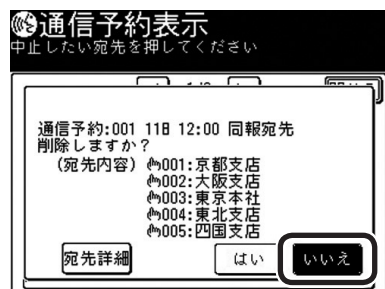 通信予約表示
中止したい宛先を押してください
通信予約:001 11日 12:00 同報宛先
削除しますか?
(宛先内容) 001:京都支店
002:大阪支店
003:東京本社
004:東北支店
005:四国支店
宛先詳細 はい いいえ